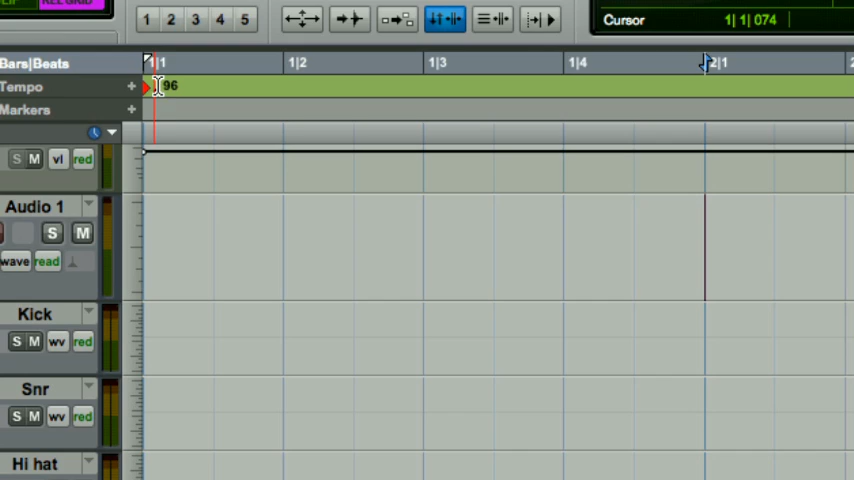 REL GRID
1 2 3 4 5
Cursor 1| 1| 074
Bars|Beats 1|1 1|2 1|3 1|4 2|1
Tempo + 96
Markers +
S M vl red
Audio 1
S M
wave read
Kick
S M wv red
Snr
S M wv red
Hi hat